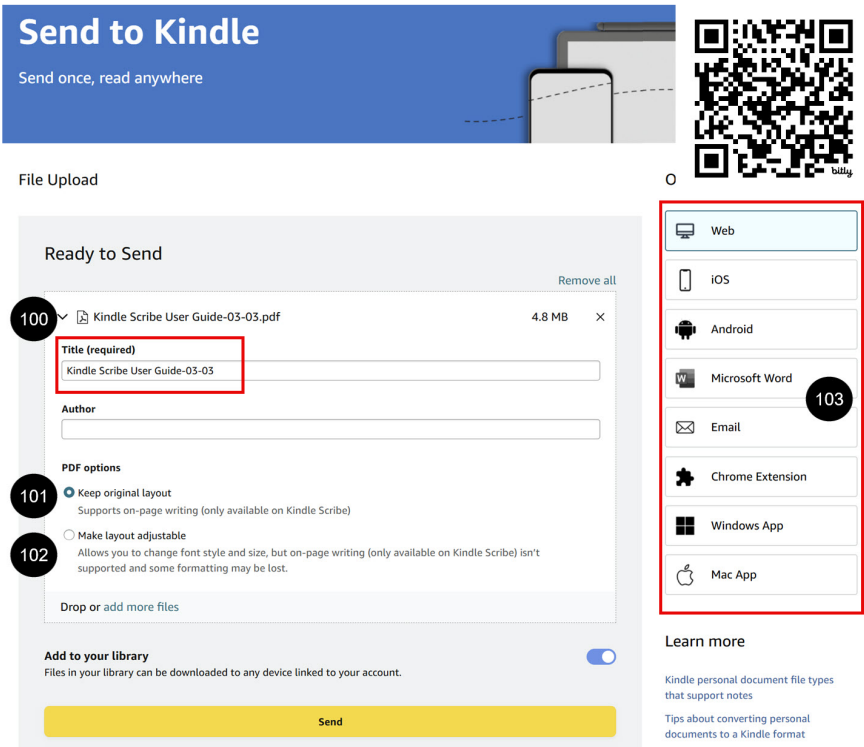 Send to Kindle
Send once, read anywhere
bitly
File Upload
O
Ready to Send
Remove all
100
Kindle Scribe User Guide-03-03.pdf
4.8 MB
Title (required)
Kindle Scribe User Guide-03-03
Author
PDF options
101
Keep original layout
Supports on-page writing (only available on Kindle Scribe)
102
Make layout adjustable
Allows you to change font style and size, but on-page writing (only available on Kindle Scribe) isn't
supported and some formatting may be lost.
Drop or add more files
Add to your library
Files in your library can be downloaded to any device linked to your account.
Send
Web
iOS
Android
W
Microsoft Word
103
Email
Chrome Extension
Windows App
Mac App
Learn more
Kindle personal document file types
that support notes
Tips about converting personal
documents to a Kindle format